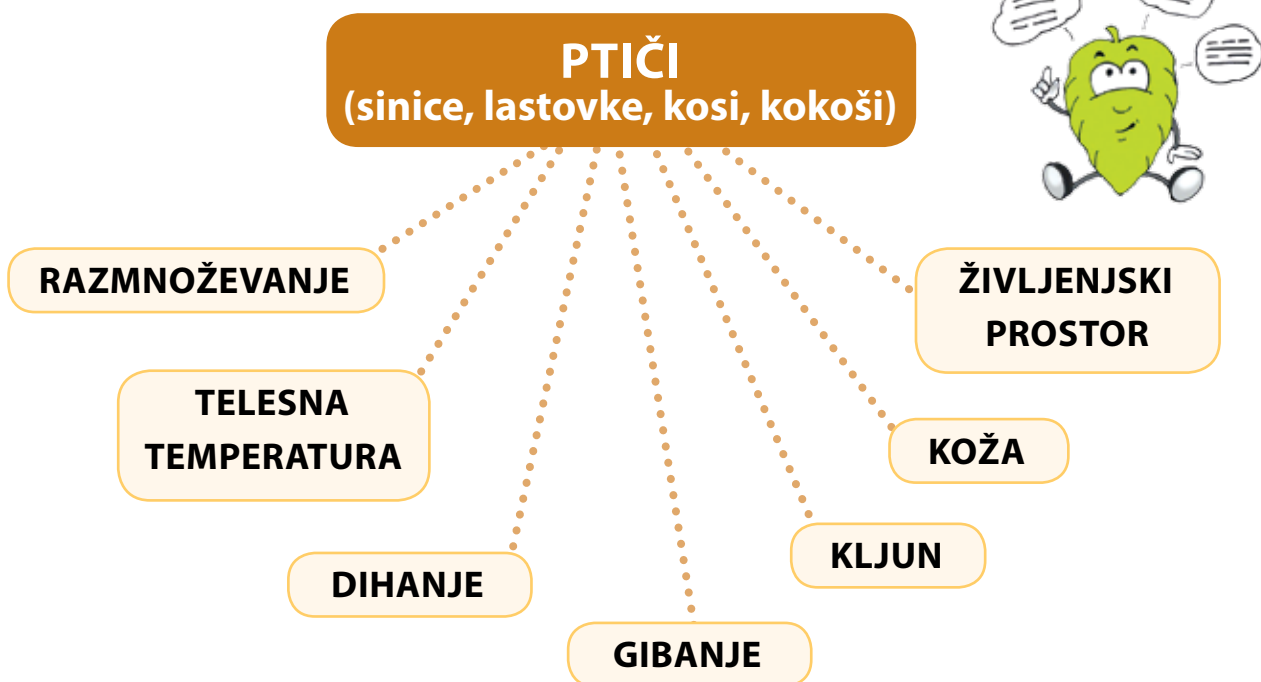 PTIČI
(sinice, lastovke, kosi, kokoši)
RAZMNOŽEVANJE
ŽIVLJENJSKI
PROSTOR
TELESNA
TEMPERATURA
KOŽA
KLJUN
DIHANJE
GIBANJE